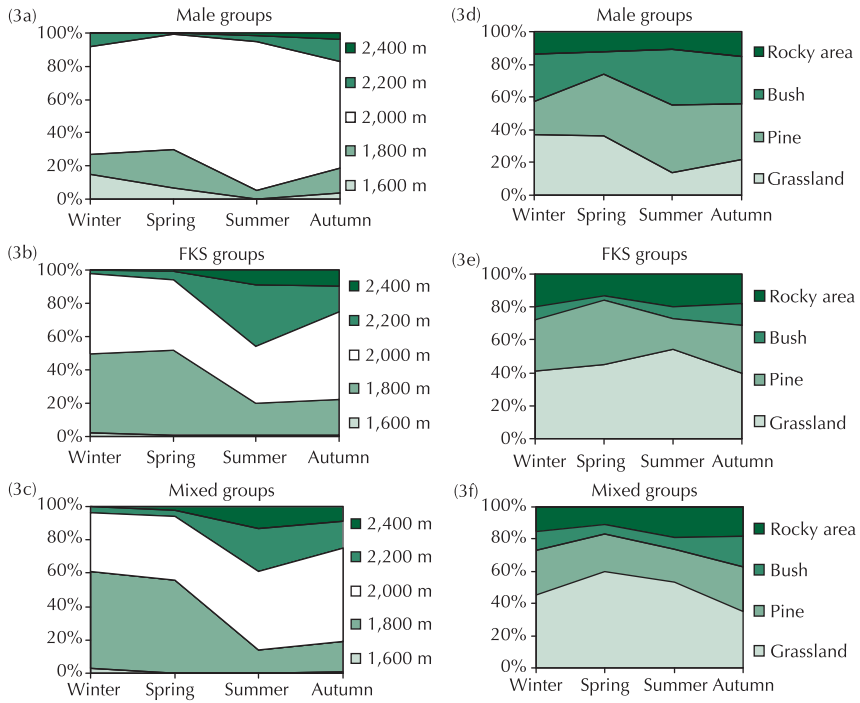 (3a)
Male groups
100%
80%
60%
40%
20%
0%
Winter Spring Summer Autumn
2,400 m
2,200 m
2,000 m
1,800 m
1,600 m
(3d)
Male groups
100%
80%
60%
40%
20%
0%
Winter Spring Summer Autumn
Rocky area
Bush
Pine
Grassland
(3b)
FKS groups
100%
80%
60%
40%
20%
0%
Winter Spring Summer Autumn
2,400 m
2,200 m
2,000 m
1,800 m
1,600 m
(3e)
FKS groups
100%
80%
60%
40%
20%
0%
Winter Spring Summer Autumn
Rocky area
Bush
Pine
Grassland
(3c)
Mixed groups
100%
80%
60%
40%
20%
0%
Winter Spring Summer Autumn
2,400 m
2,200 m
2,000 m
1,800 m
1,600 m
(3f)
Mixed groups
100%
80%
60%
40%
20%
0%
Winter Spring Summer Autumn
Rocky area
Bush
Pine
Grassland